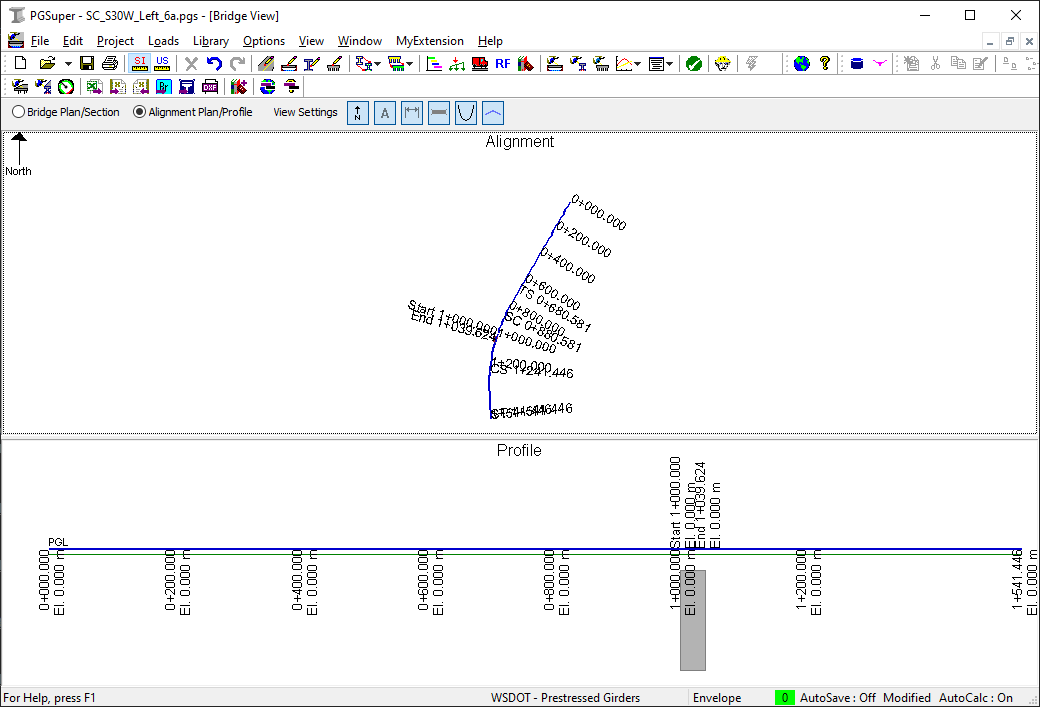 PGSuper - SC_S30W_Left_6a.pgs - [Bridge View]
File Edit Project Loads Library Options View Window MyExtension Help
SI US RF
Br DXF
Bridge Plan/Section Alignment Plan/Profile View Settings N A
Alignment
North
0+000.000
0+200.000
0+400.000
0+600.000
TS 0+680.581
0+800.000
SC 0+880.581
Start 1+000.000
End 1+039.624
1+000.000
1+200.000
CS 1+241.446
Profile
Start 1+000.000
El. 0.000 m
End 1+039.624
El. 0.000 m
PGL
0+000.000
El. 0.000 m
0+200.000
El. 0.000 m
0+400.000
El. 0.000 m
0+600.000
El. 0.000 m
0+800.000
El. 0.000 m
1+000.000
El. 0.000 m
1+200.000
El. 0.000 m
1+541.446
El. 0.000 m
For Help, press F1 WSDOT - Prestressed Girders Envelope 0 AutoSave : Off Modified AutoCalc : On